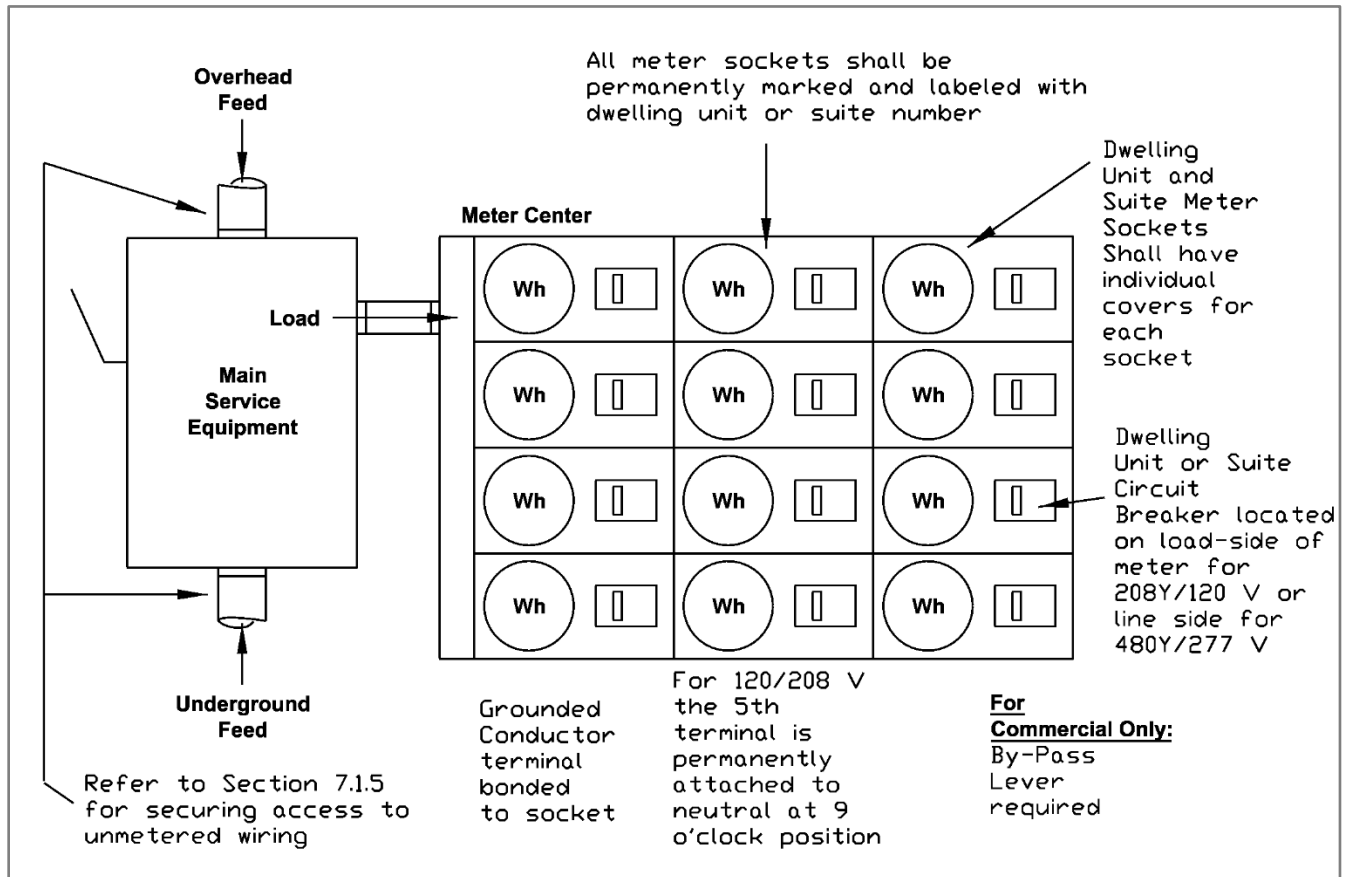 Overhead
Feed
All meter sockets shall be
permanently marked and labeled with
dwelling unit or suite number
Dwelling
Unit and
Suite Meter
Sockets
Shall have
individual
covers for
each
socket
Meter Center
Wh
Wh
Wh
Load
Main
Service
Equipment
Wh
Wh
Wh
Wh
Wh
Wh
Wh
Wh
Wh
Dwelling
Unit or Suite
Circuit
Breaker located
on load-side of
meter for
208Y/120 V or
line side for
480Y/277 V
Underground
Feed
Refer to Section 7.1.5
for securing access to
unmetered wiring
Grounded
Conductor
terminal
bonded
to socket
For 120/208 V
the 5th
terminal is
permanently
attached to
neutral at 9
o'clock position
For
Commercial Only:
By-Pass
Lever
required